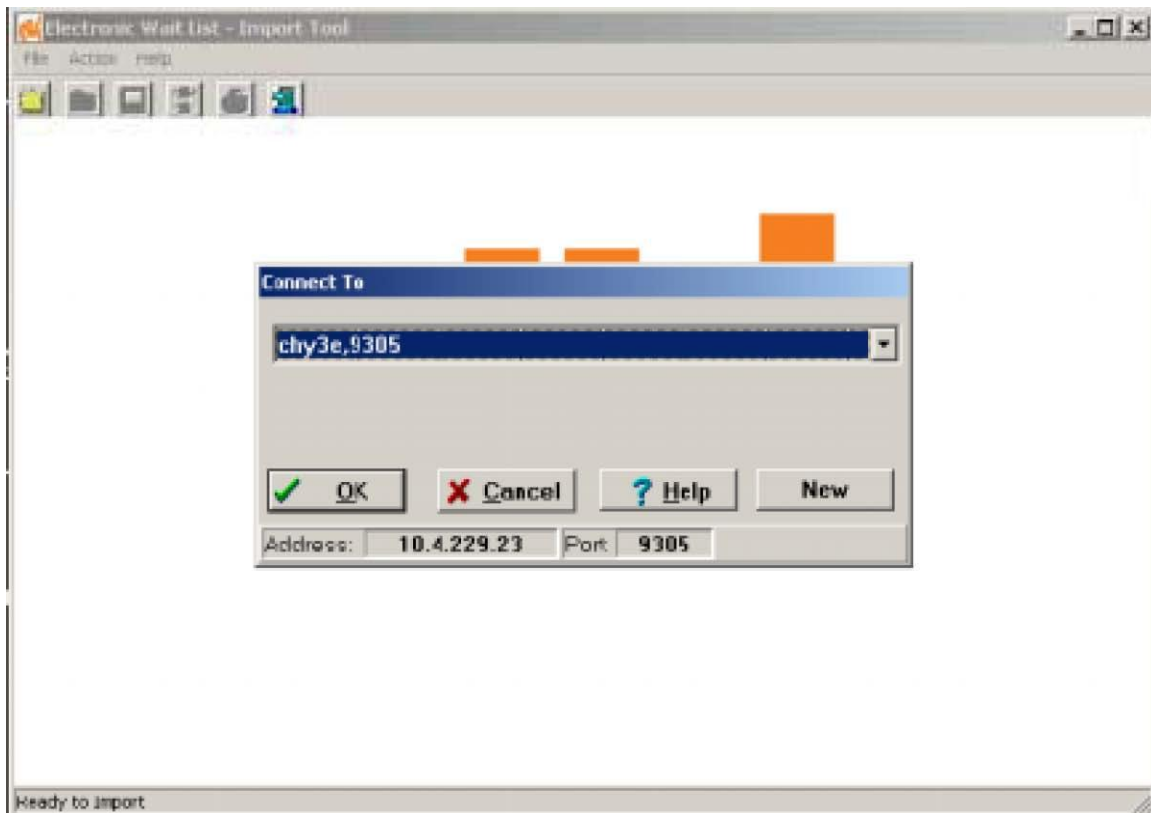 Electronic Wait List - Import Tool
File Action Help
Connect To
chy3e,9305
OK Cancel Help New
Address: 10.4.229.23 Port 9305
Ready to Import